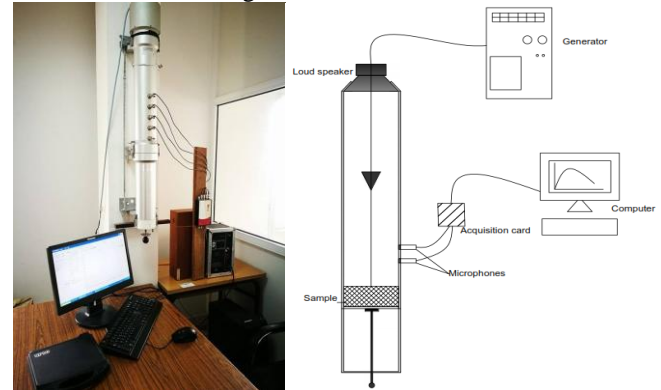 Generator
Loud speaker
Computer
Acquisition card
Microphones
Sample